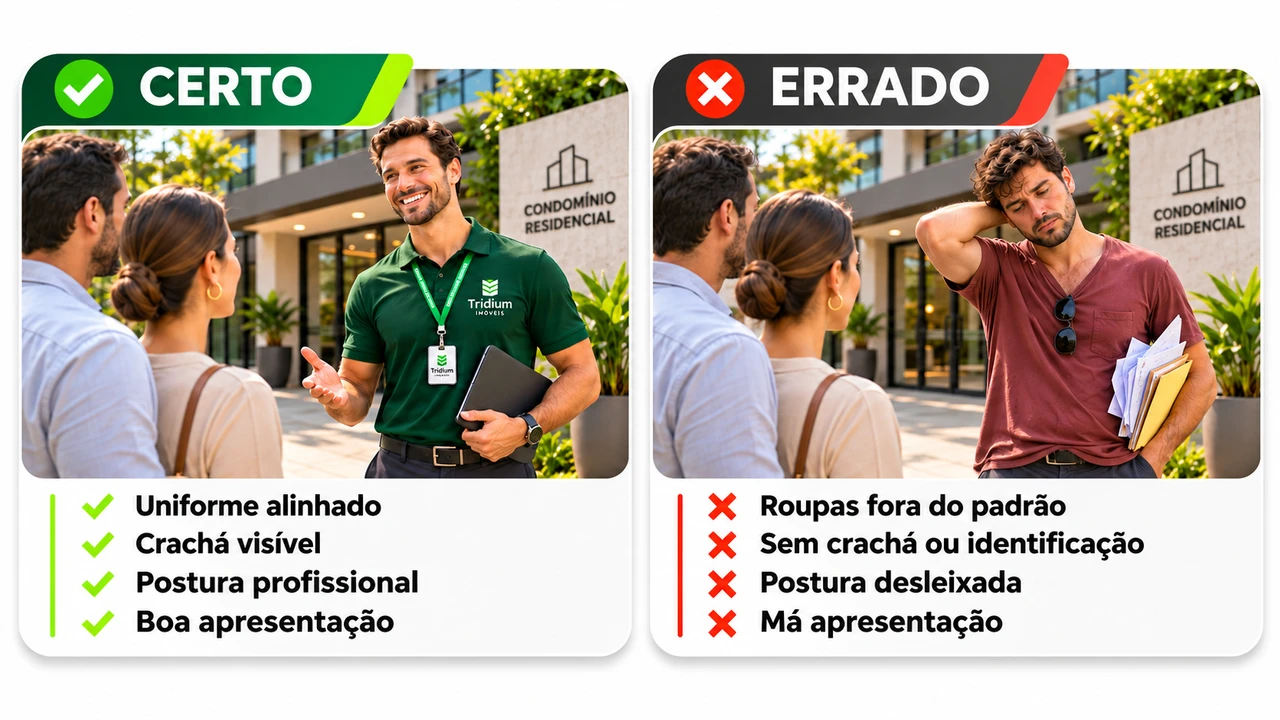 CERTO
CONDOMÍNIO
RESIDENCIAL
Tridium
IMÓVEIS
Tridium
IMÓVEIS
Uniforme alinhado
Crachá visível
Postura profissional
Boa apresentação
ERRADO
CONDOMÍNIO
RESIDENCIAL
Roupas fora do padrão
Sem crachá ou identificação
Postura desleixada
Má apresentação